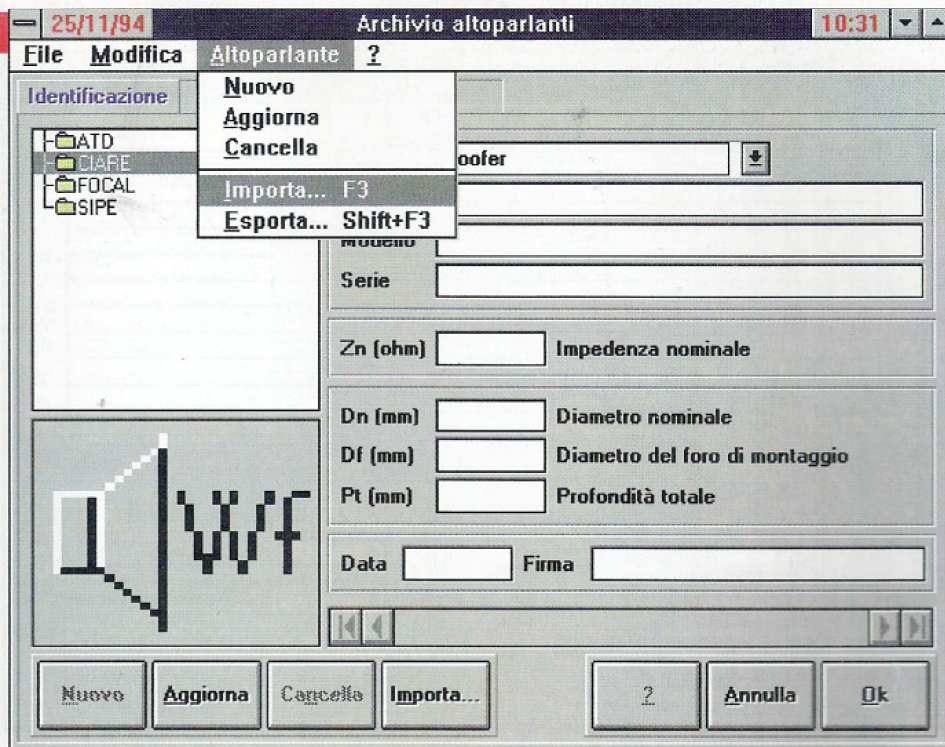 25/11/94 Archivio altoparlanti 10:31
File Modifica Altoparlante ?
Identificazione
Nuovo
Aggiorna
Cancella
Importa... F3
Esporta... Shift+F3
ATD
CIARE
FOCAL
SIPE
oofer
Modello
Serie
Zn (ohm) Impedenza nominale
Dn (mm) Diametro nominale
Df (mm) Diametro del foro di montaggio
Pt (mm) Profondità totale
Data Firma
Wf
Nuovo Aggiorna Cancella Importa... ? Annulla Ok